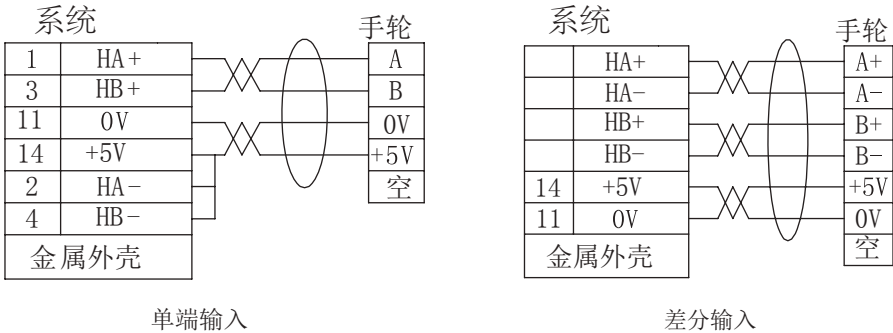 系统
手轮
1 HA+ A
3 HB+ B
11 0V 0V
14 +5V +5V
2 HA- 空
4 HB-
金属外壳
单端输入
系统
手轮
HA+ A+
HA- A-
HB+ B+
HB- B-
14 +5V +5V
11 0V 0V
金属外壳 空
差分输入